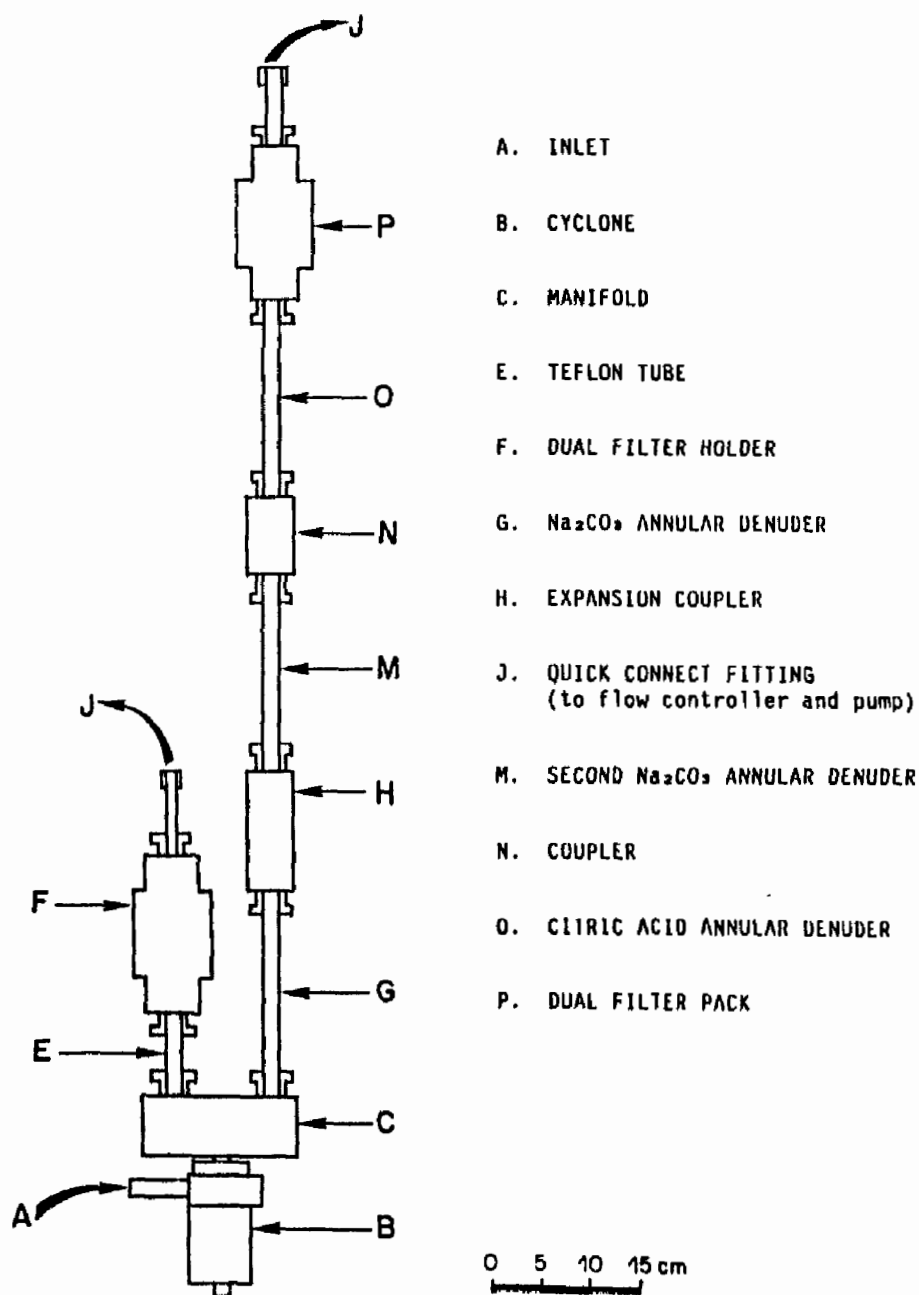 J
A. INLET
P
B. CYCLONE
C. MANIFOLD
E. TEFLON TUBE
O
F. DUAL FILTER HOLDER
N
G. Na₂CO₃ ANNULAR DENUDER
H. EXPANSION COUPLER
M
J. QUICK CONNECT FITTING
(to flow controller and pump)
J
H
M. SECOND Na₂CO₃ ANNULAR DENUDER
N. COUPLER
F
O. CITRIC ACID ANNULAR DENUDER
G
P. DUAL FILTER PACK
E
C
A
B
0 5 10 15 cm